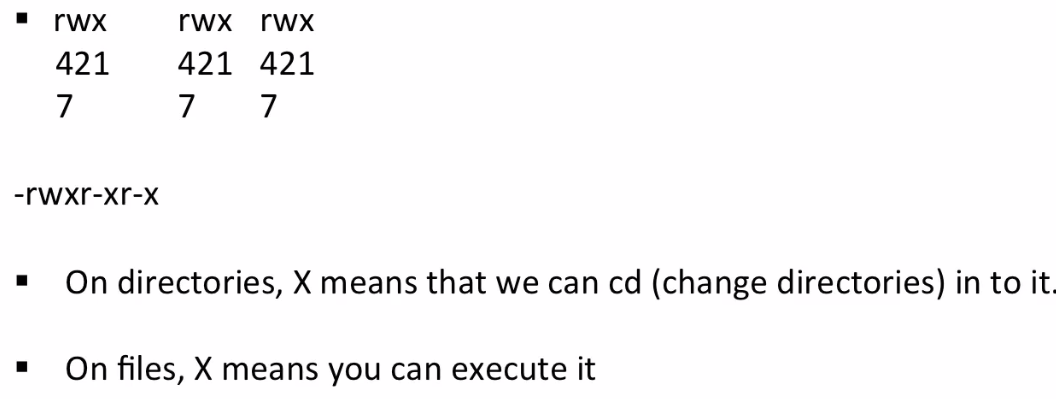 ▪ rwx rwx rwx
421 421 421
7 7 7
-rwxr-xr-x
▪ On directories, X means that we can cd (change directories) in to it.
▪ On files, X means you can execute it